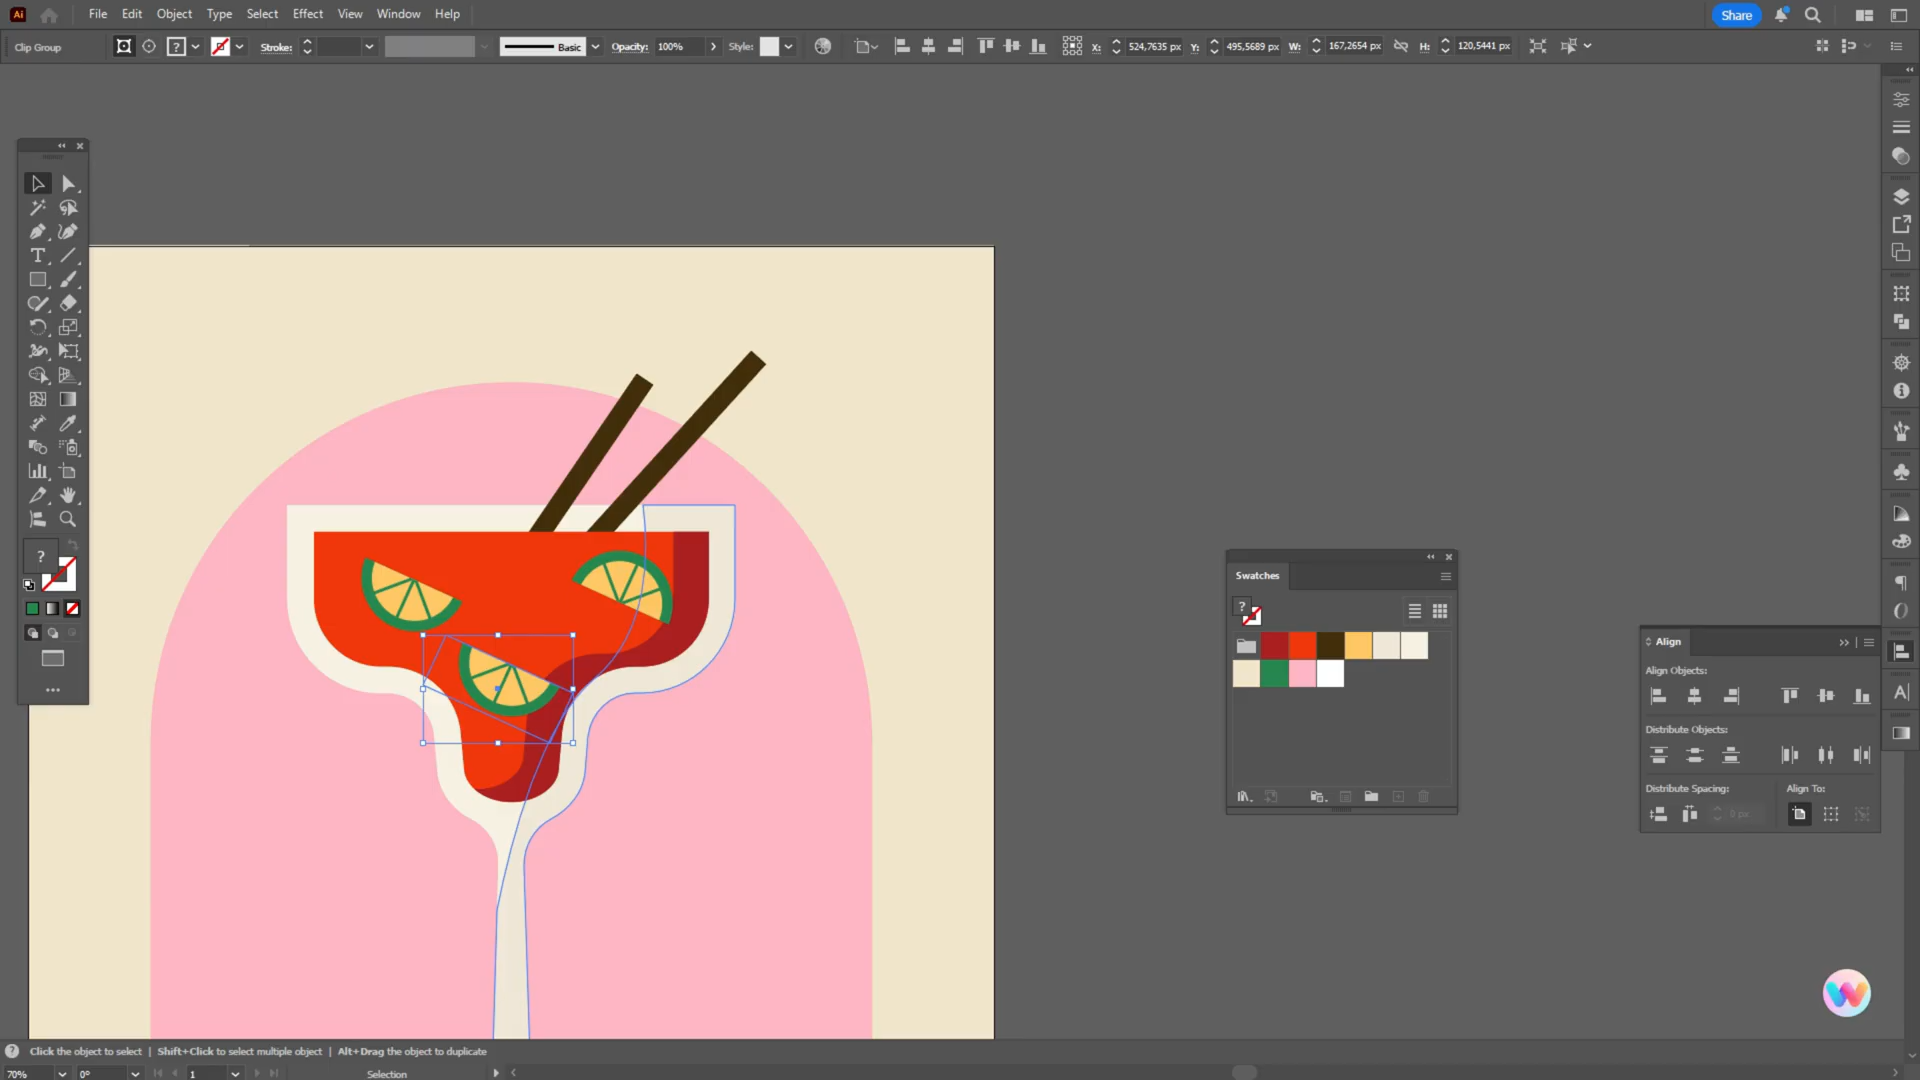 Ai File Edit Object Type Select Effect View Window Help Share
Clip Group ? Stroke: Basic Opacity: 100% Style: X: 524,7635 px Y: 495,5689 px W: 167,2654 px H: 120,5441 px
T
?
Swatches
?
Align
Align Objects:
Distribute Objects:
Distribute Spacing: Align To:
0 px
? Click the object to select | Shift+Click to select multiple object | Alt+Drag the object to duplicate
70% 0° 1 Selection